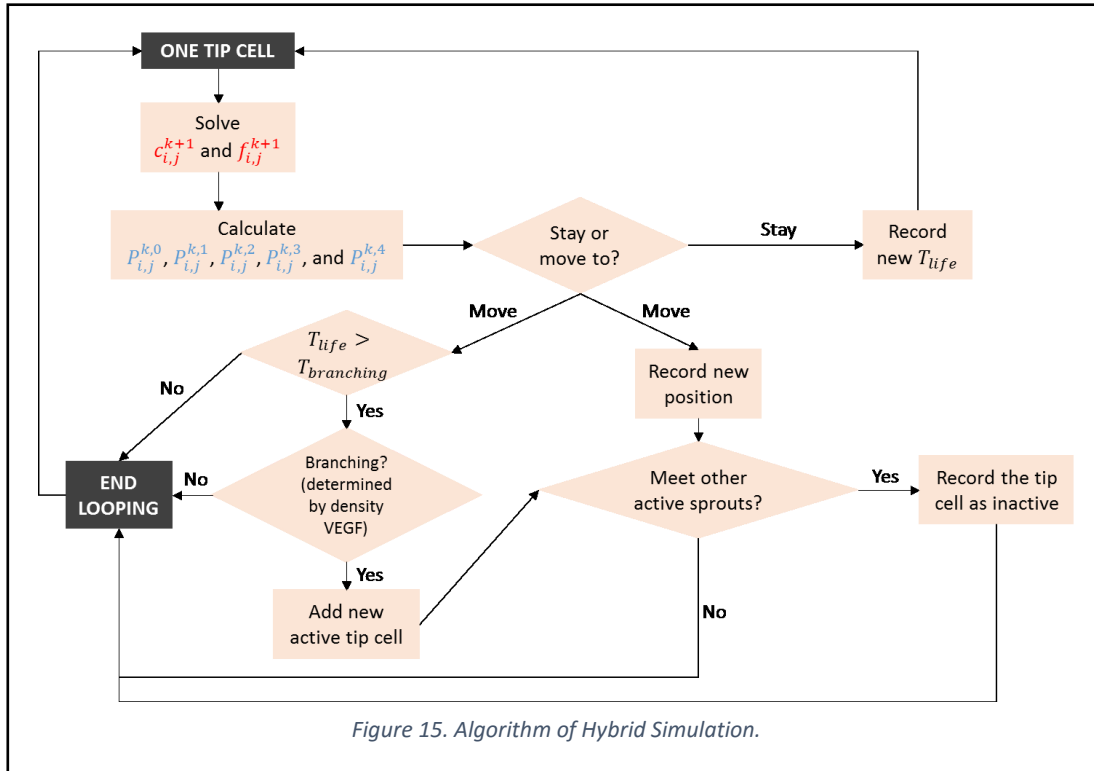 ONE TIP CELL
Solve
$c_{i,j}^{k+1}$ and $f_{i,j}^{k+1}$
Calculate
$P_{i,j}^{k,0}$, $P_{i,j}^{k,1}$, $P_{i,j}^{k,2}$, $P_{i,j}^{k,3}$, and $P_{i,j}^{k,4}$
Stay or
move to?
Stay
Record
new $T_{life}$
Move
Move
$T_{life}$ >
$T_{branching}$
No
Yes
Record new
position
Branching?
(determined
by density
VEGF)
No
END
LOOPING
Yes
Add new
active tip cell
Meet other
active sprouts?
Yes
Record the tip
cell as inactive
No
Figure 15. Algorithm of Hybrid Simulation.